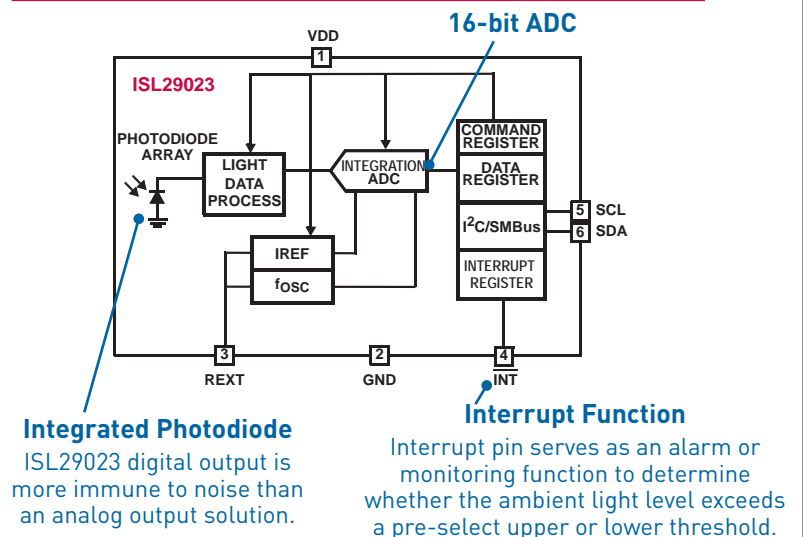 16-bit ADC
VDD
1
ISL29023
PHOTODIODE
ARRAY
LIGHT
DATA
PROCESS
INTEGRATION
ADC
COMMAND
REGISTER
DATA
REGISTER
I²C/SMBus
INTERRUPT
REGISTER
5 SCL
6 SDA
IREF
fOSC
3
REXT
2
GND
4
INT
Integrated Photodiode
ISL29023 digital output is
more immune to noise than
an analog output solution.
Interrupt Function
Interrupt pin serves as an alarm or
monitoring function to determine
whether the ambient light level exceeds
a pre-select upper or lower threshold.